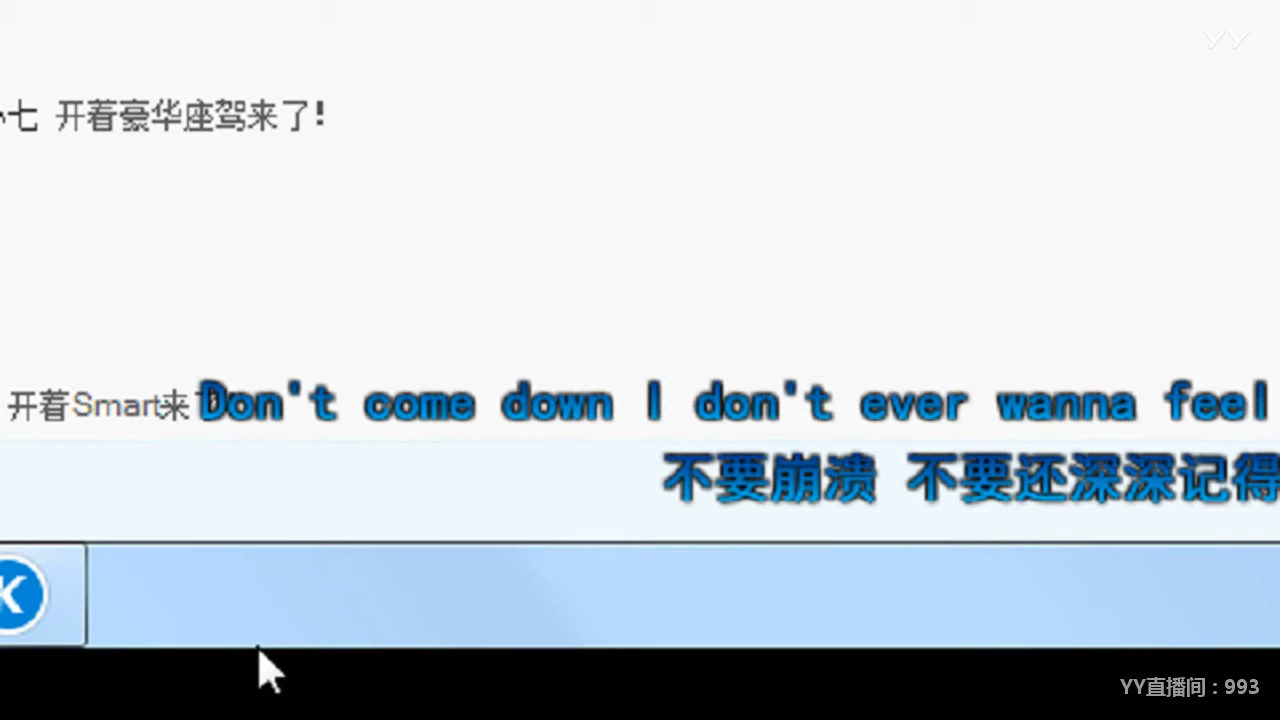 YY
七 开着豪华座驾来了!
开着Smart来
Don't come down I don't ever wanna feel
不要崩溃 不要还深深记得
K
YY直播间：993